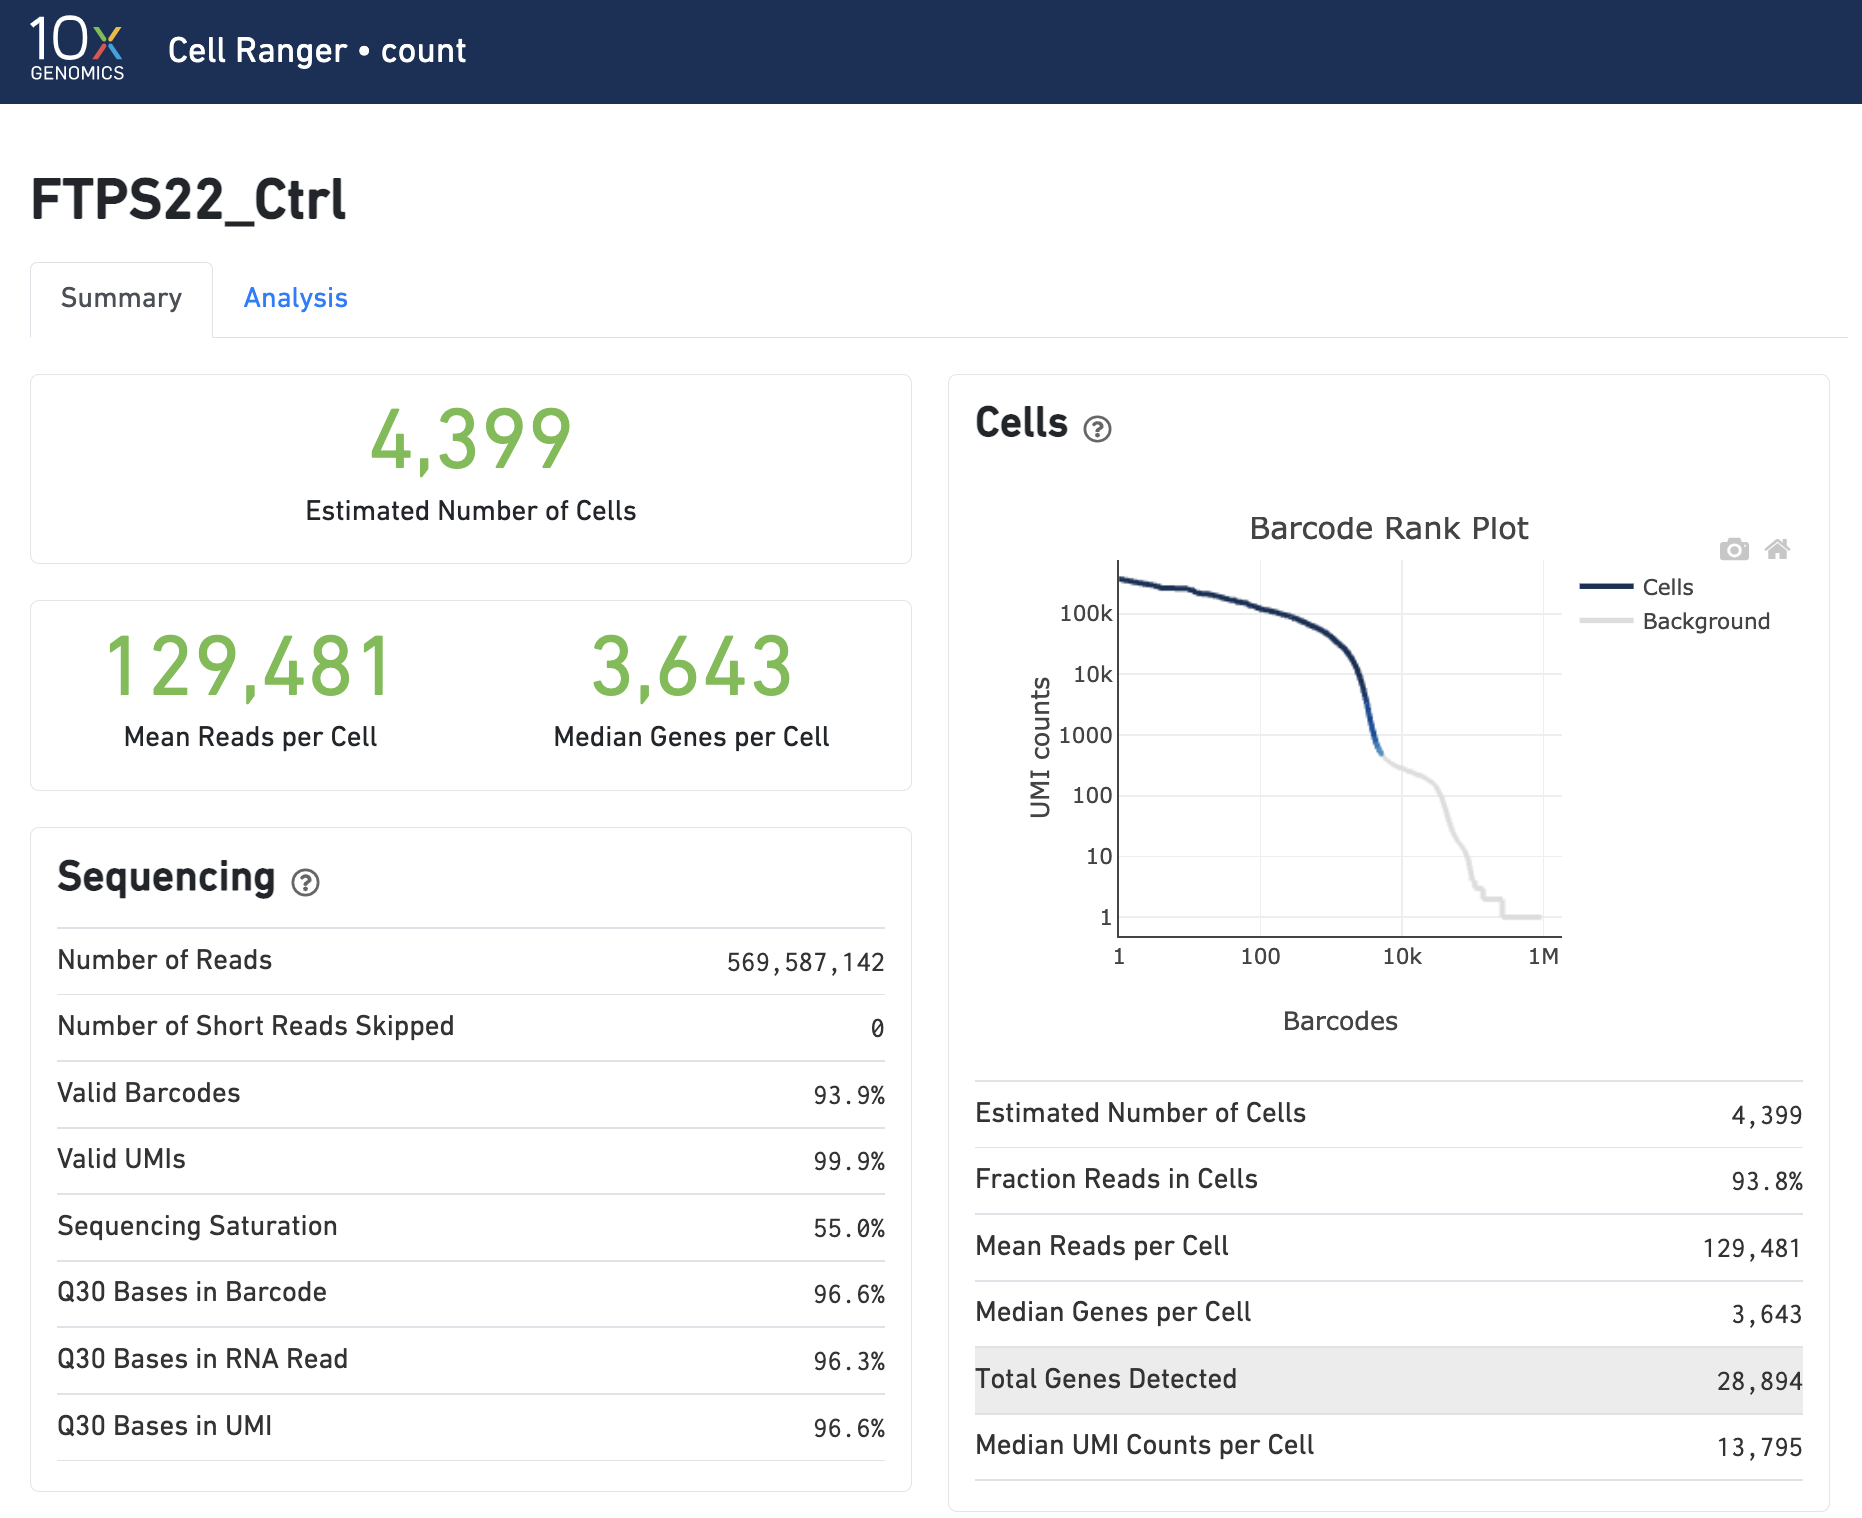 10x
GENOMICS
Cell Ranger • count
FTPS22_Ctrl
Summary
Analysis
4,399
Estimated Number of Cells
129,481
Mean Reads per Cell
3,643
Median Genes per Cell
Sequencing ?
Number of Reads 569,587,142
Number of Short Reads Skipped 0
Valid Barcodes 93.9%
Valid UMIs 99.9%
Sequencing Saturation 55.0%
Q30 Bases in Barcode 96.6%
Q30 Bases in RNA Read 96.3%
Q30 Bases in UMI 96.6%
Cells ?
Barcode Rank Plot
Cells
Background
UMI counts
100k
10k
1000
100
10
1
1 100 10k 1M
Barcodes
Estimated Number of Cells 4,399
Fraction Reads in Cells 93.8%
Mean Reads per Cell 129,481
Median Genes per Cell 3,643
Total Genes Detected 28,894
Median UMI Counts per Cell 13,795